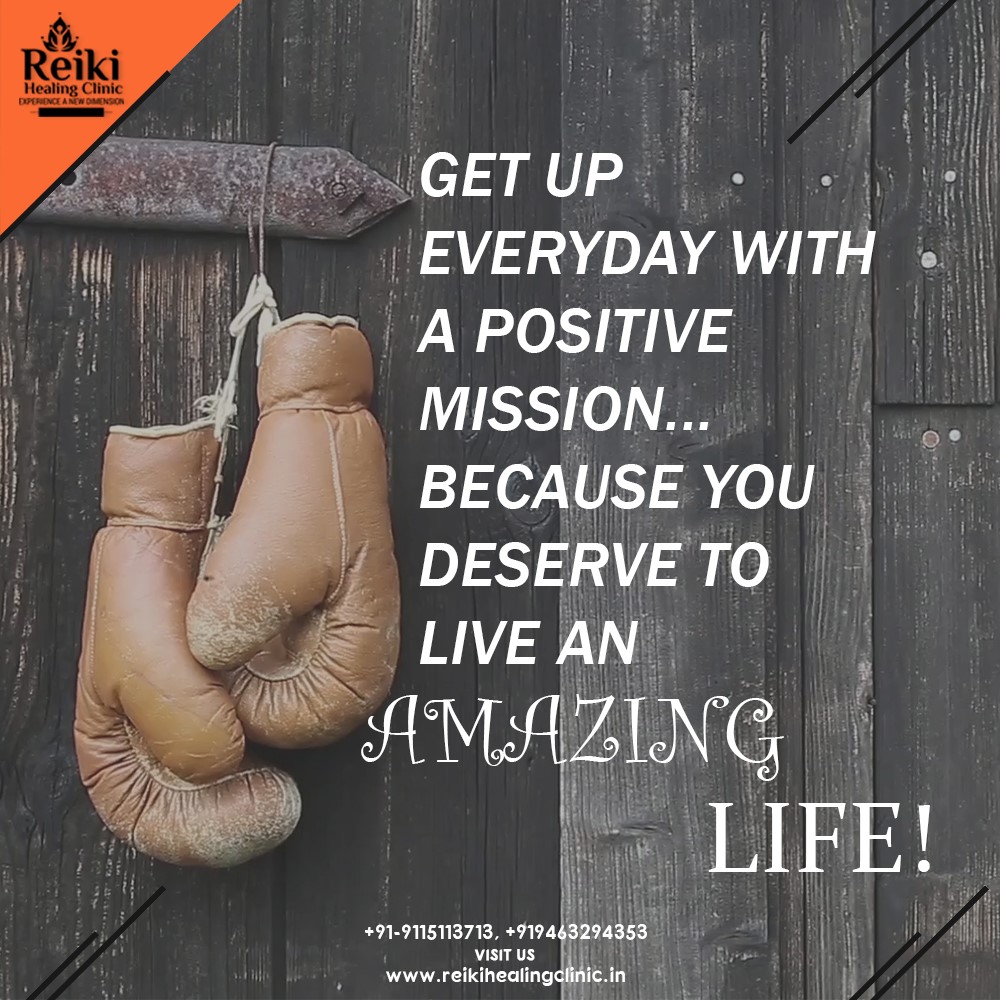 Reiki
Healing Clinic
EXPERIENCE A NEW DIMENSION
GET UP
EVERYDAY WITH
A POSITIVE
MISSION...
BECAUSE YOU
DESERVE TO
LIVE AN
AMAZING
LIFE!
+91-9115113713, +919463294353
VISIT US
www.reikihealingclinic.in